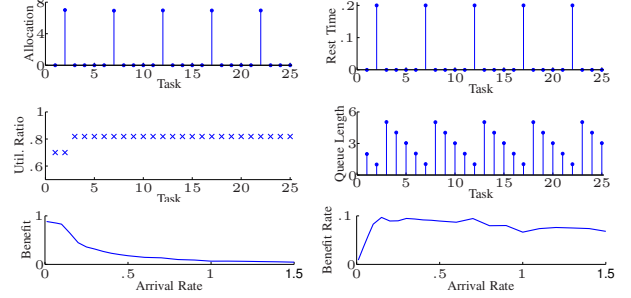 8
4
0
0 5 10 15 20 25
Allocation
Task
.2
.1
0
0 5 10 15 20 25
Rest Time
Task
1
.8
.6
0 5 10 15 20 25
Util. Ratio
Task
6
3
0
0 5 10 15 20 25
Queue Length
Task
1
0
0 .5 1 1.5
Benefit
Arrival Rate
.1
0
0 .5 1 1.5
Benefit Rate
Arrival Rate